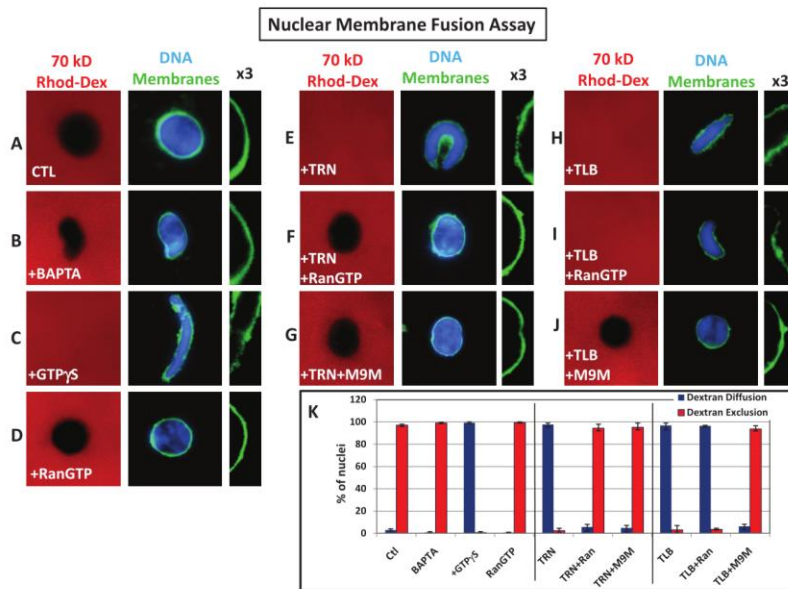 Nuclear Membrane Fusion Assay
70 kD
Rhod-Dex
DNA
Membranes
x3
A
CTL
B
+BAPTA
C
+GTPγS
D
+RanGTP
70 kD
Rhod-Dex
DNA
Membranes
x3
E
+TRN
F
+TRN
+RanGTP
G
+TRN+M9M
70 kD
Rhod-Dex
DNA
Membranes
x3
H
+TLB
I
+TLB
+RanGTP
J
+TLB
+M9M
K
Dextran Diffusion
Dextran Exclusion
% of nuclei
120
100
80
60
40
20
0
Ctl
BAPTA
+GTPγS
RanGTP
TRN
TRN+Ran
TRN+M9M
TLB
TLB+Ran
TLB+M9M